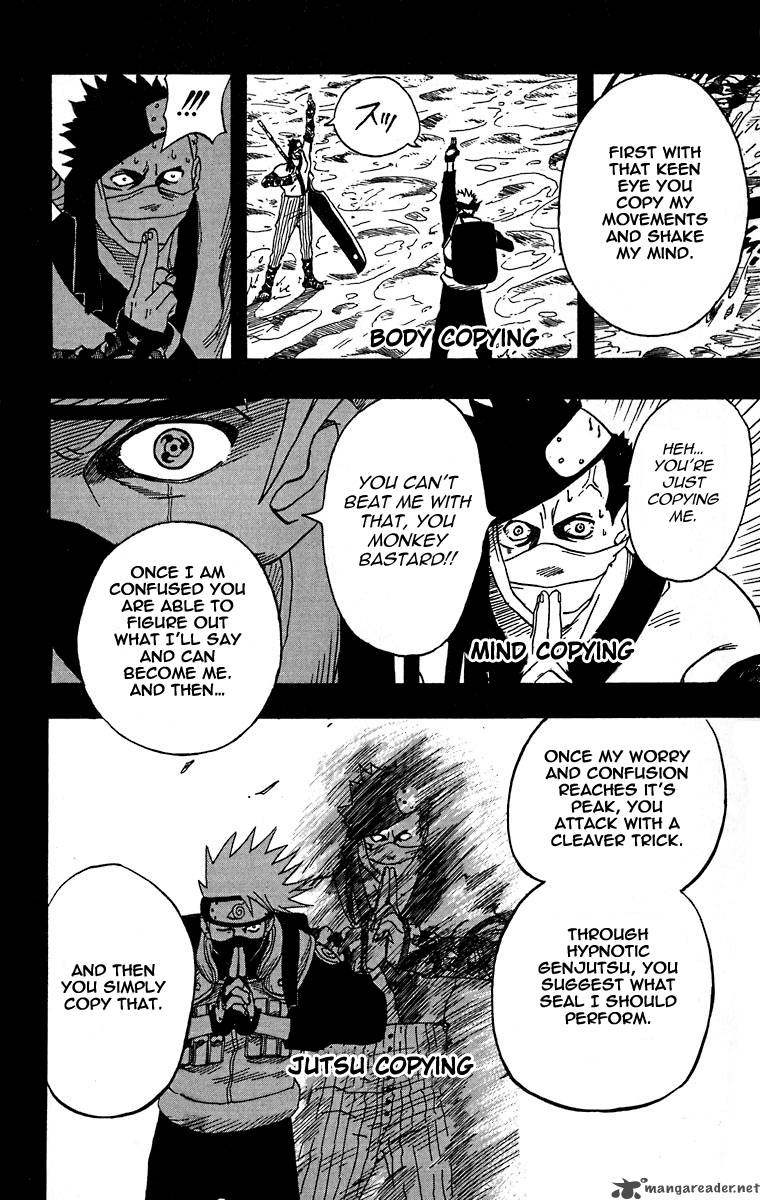 FIRST WITH
THAT KEEN
EYE YOU
COPY MY
MOVEMENTS
AND SHAKE
MY MIND.
スッ
BODY COPYING
!!!
HEH...
YOU'RE
JUST
COPYING
ME.
YOU CAN'T
BEAT ME WITH
THAT, YOU
MONKEY
BASTARD!!
MIND COPYING
ONCE I AM
CONFUSED YOU
ARE ABLE TO
FIGURE OUT
WHAT I'LL SAY
AND CAN
BECOME ME.
AND THEN...
ONCE MY WORRY
AND CONFUSION
REACHES IT'S
PEAK, YOU
ATTACK WITH A
CLEAVER TRICK.
THROUGH
HYPNOTIC
GENJUTSU, YOU
SUGGEST WHAT
SEAL I SHOULD
PERFORM.
AND THEN
YOU SIMPLY
COPY THAT.
JUTSU COPYING
mangareader.net